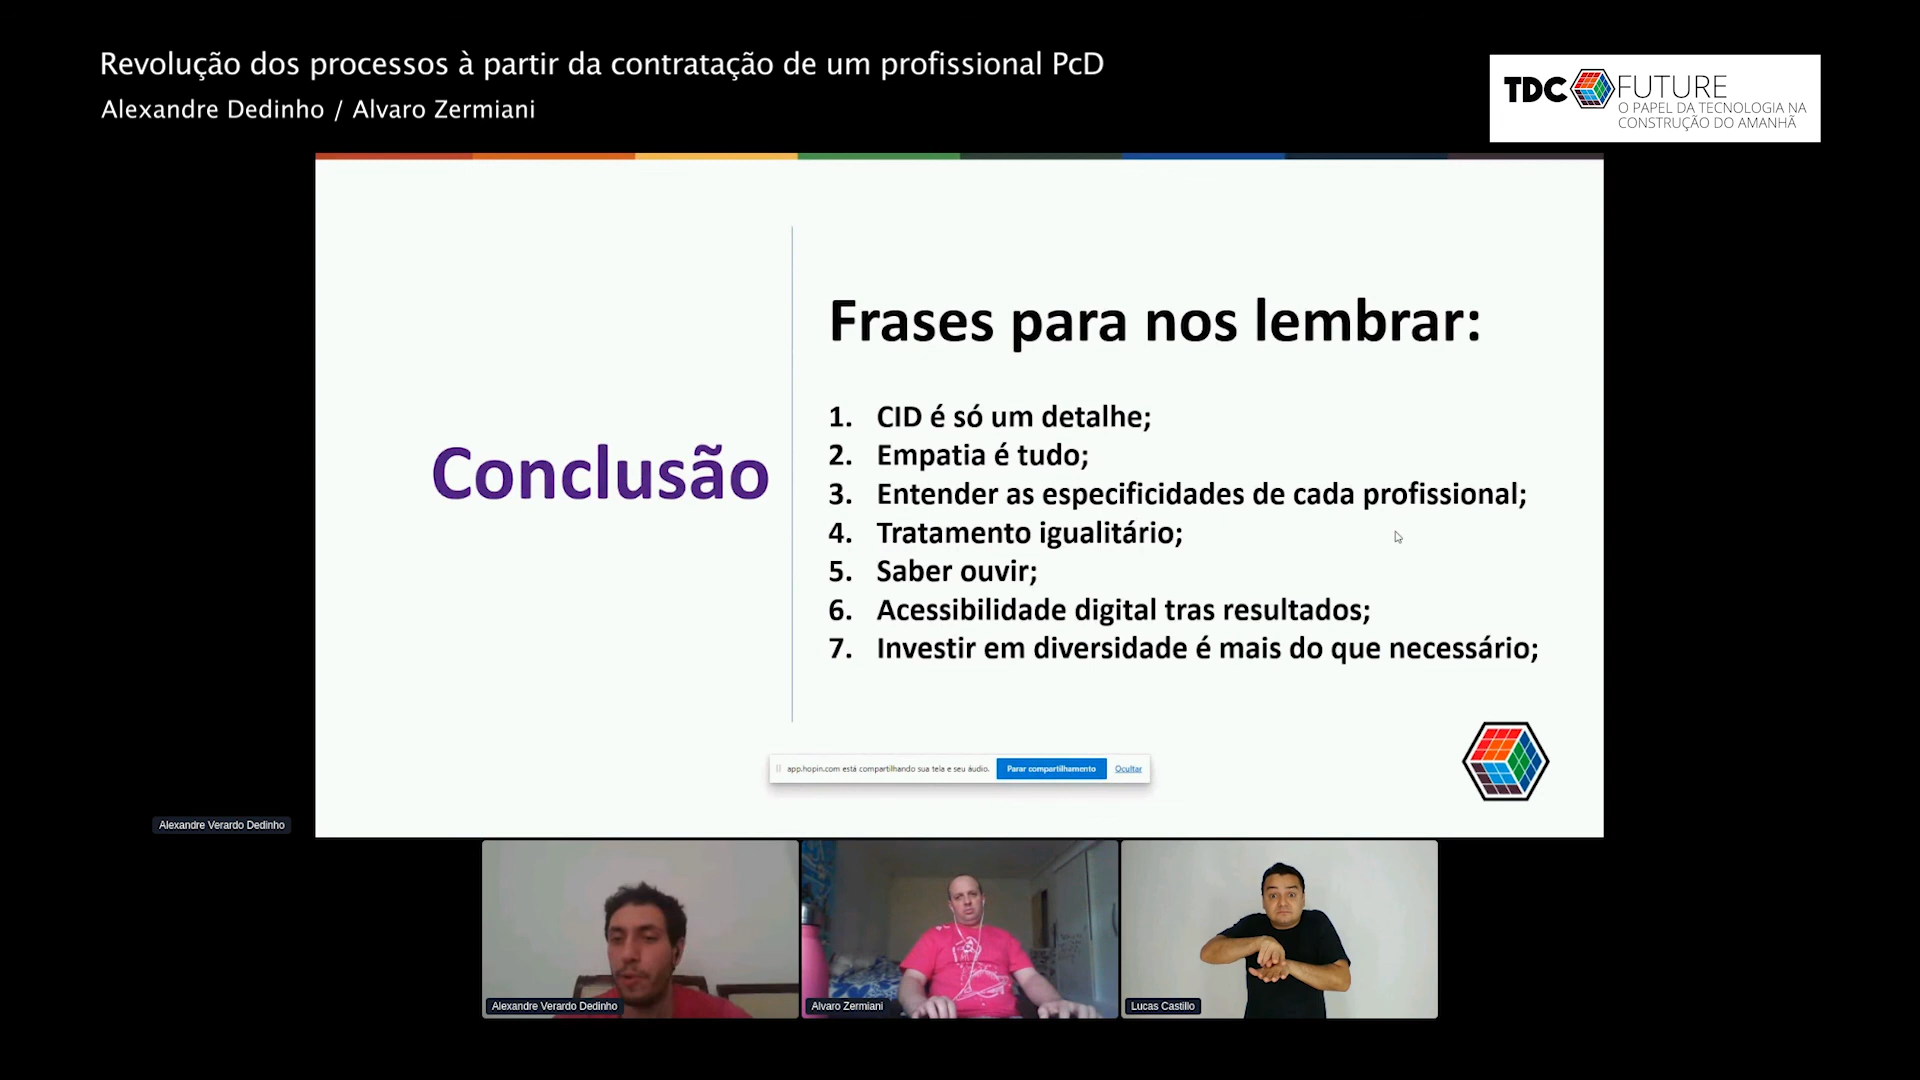 Revolução dos processos à partir da contratação de um profissional PcD
Alexandre Dedinho / Alvaro Zermiani
TDC FUTURE
O PAPEL DA TECNOLOGIA NA
CONSTRUÇÃO DO AMANHÃ
Conclusão
Frases para nos lembrar:
1. CID é só um detalhe;
2. Empatia é tudo;
3. Entender as especificidades de cada profissional;
4. Tratamento igualitário;
5. Saber ouvir;
6. Acessibilidade digital tras resultados;
7. Investir em diversidade é mais do que necessário;
app.hopin.com está compartilhando sua tela e seu áudio. Parar compartilhamento Ocultar
Alexandre Verardo Dedinho
Alexandre Verardo Dedinho
Alvaro Zermiani
Lucas Castillo